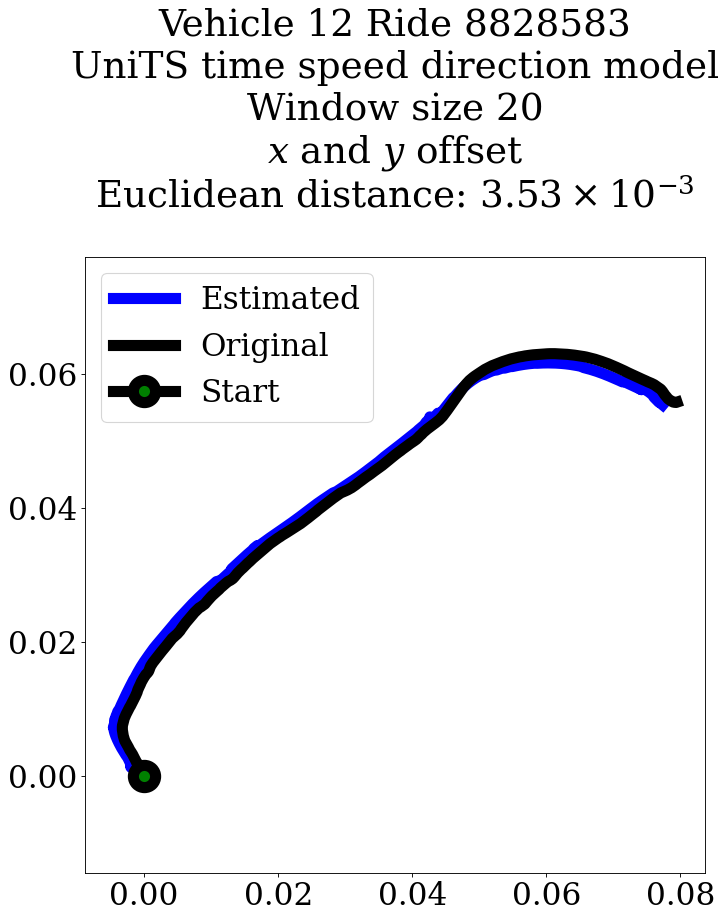 Vehicle 12 Ride 8828583
UniTS time speed direction model
Window size 20
x and y offset
Euclidean distance: 3.53 × 10⁻³
Estimated
Original
Start
0.06
0.04
0.02
0.00
0.00 0.02 0.04 0.06 0.08